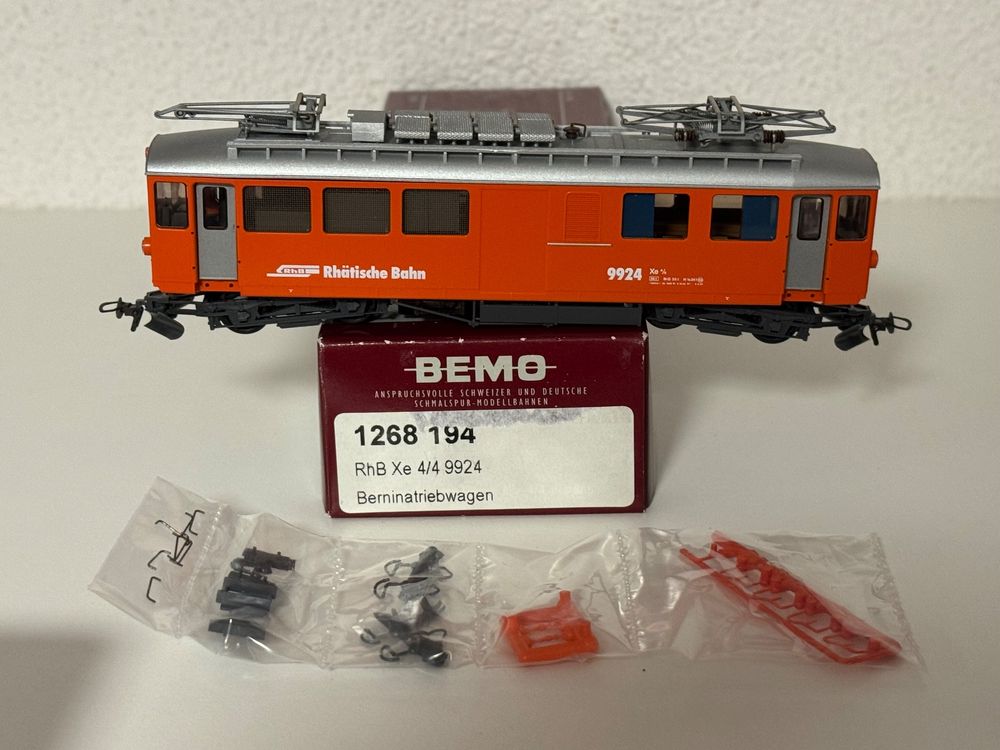 RhB Rhätische Bahn
9924
Xe 4/4
BEMO
ANSPRUCHSVOLLE SCHWEIZER UND DEUTSCHE
SCHMALSPUR-MODELLBAHNEN
1268 194
RhB Xe 4/4 9924
Berninatriebwagen